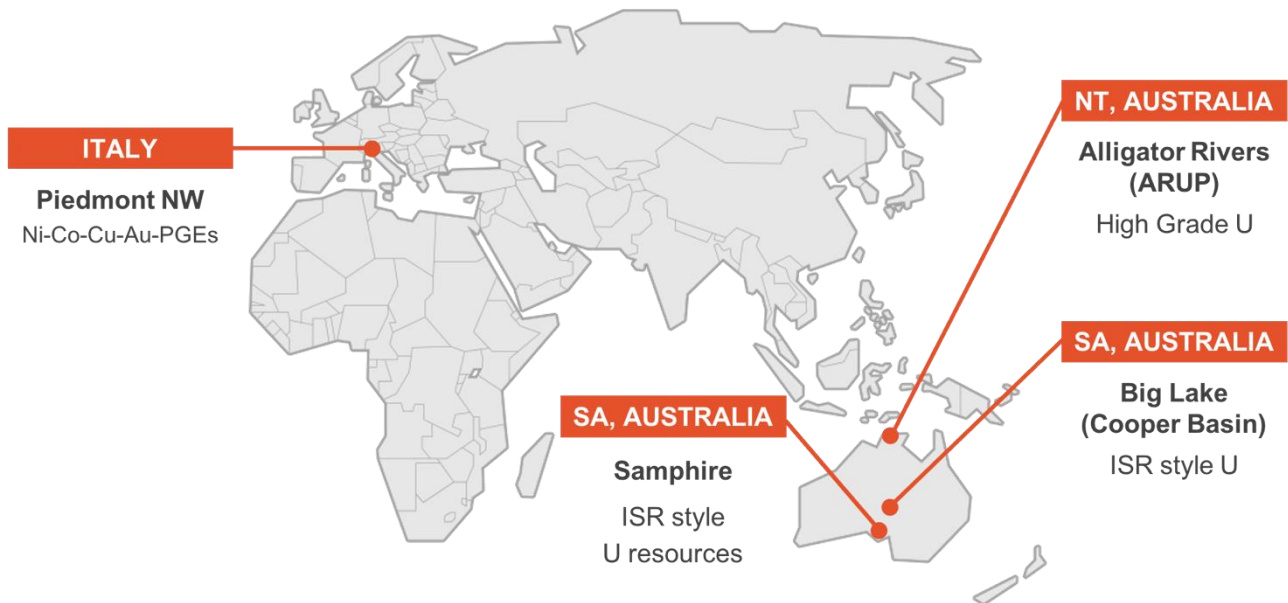 ITALY
Piedmont NW
Ni-Co-Cu-Au-PGEs
NT, AUSTRALIA
Alligator Rivers
(ARUP)
High Grade U
SA, AUSTRALIA
Big Lake
(Cooper Basin)
ISR style U
SA, AUSTRALIA
Samphire
ISR style
U resources